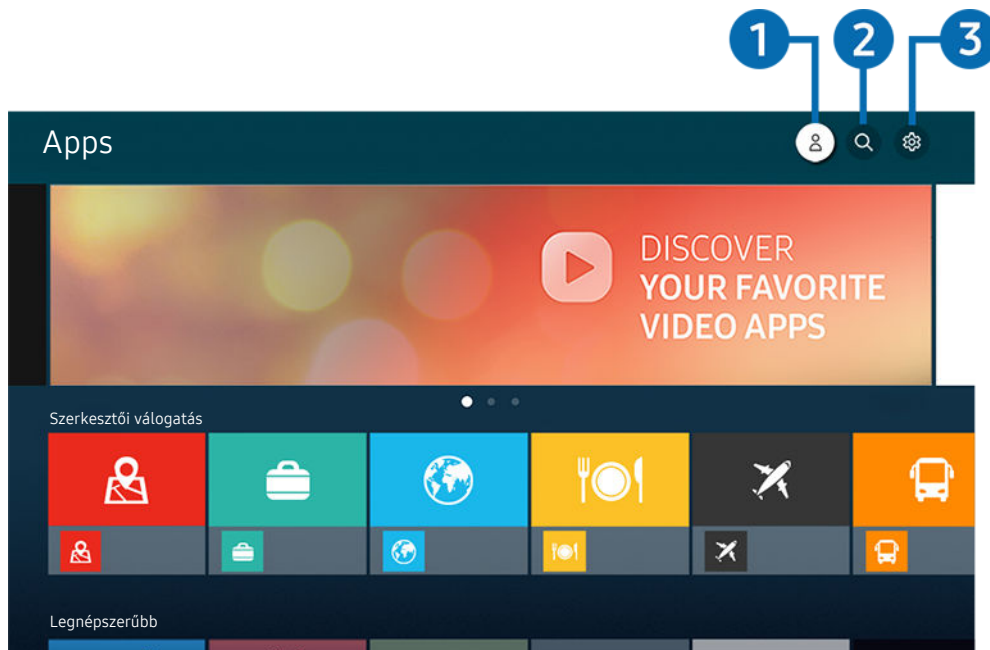 1 2 3
Apps
DISCOVER
YOUR FAVORITE
VIDEO APPS
Szerkesztői válogatás
Legnépszerűbb